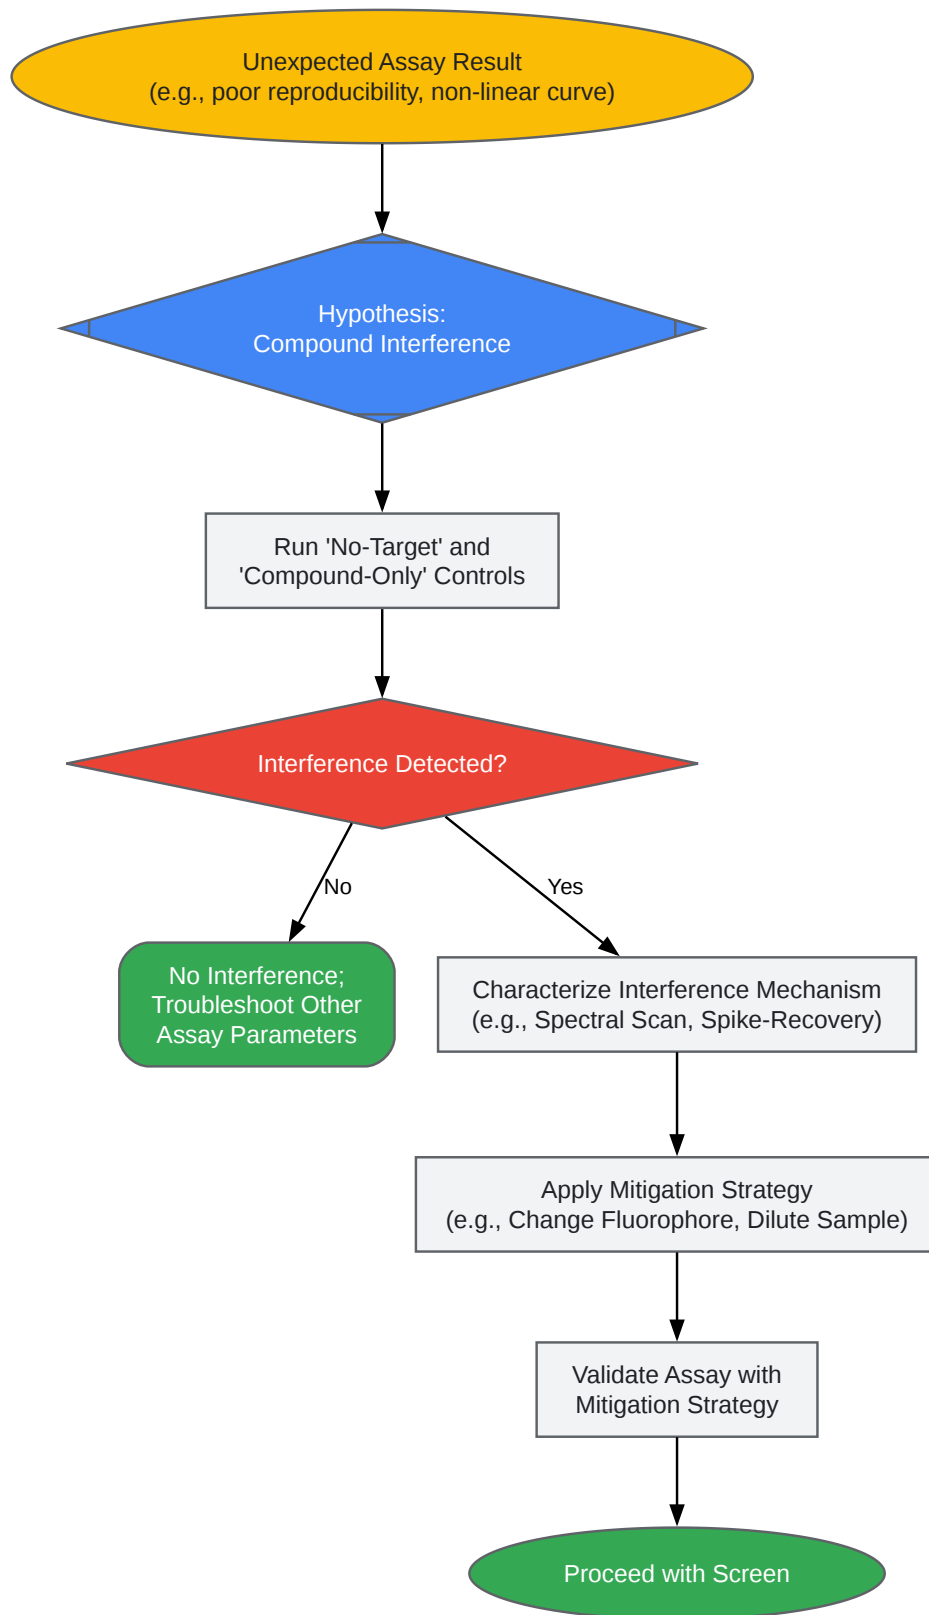 Unexpected Assay Result
(e.g., poor reproducibility, non-linear curve)
Hypothesis:
Compound Interference
Run 'No-Target' and
'Compound-Only' Controls
Interference Detected?
No
Yes
No Interference;
Troubleshoot Other
Assay Parameters
Characterize Interference Mechanism
(e.g., Spectral Scan, Spike-Recovery)
Apply Mitigation Strategy
(e.g., Change Fluorophore, Dilute Sample)
Validate Assay with
Mitigation Strategy
Proceed with Screen